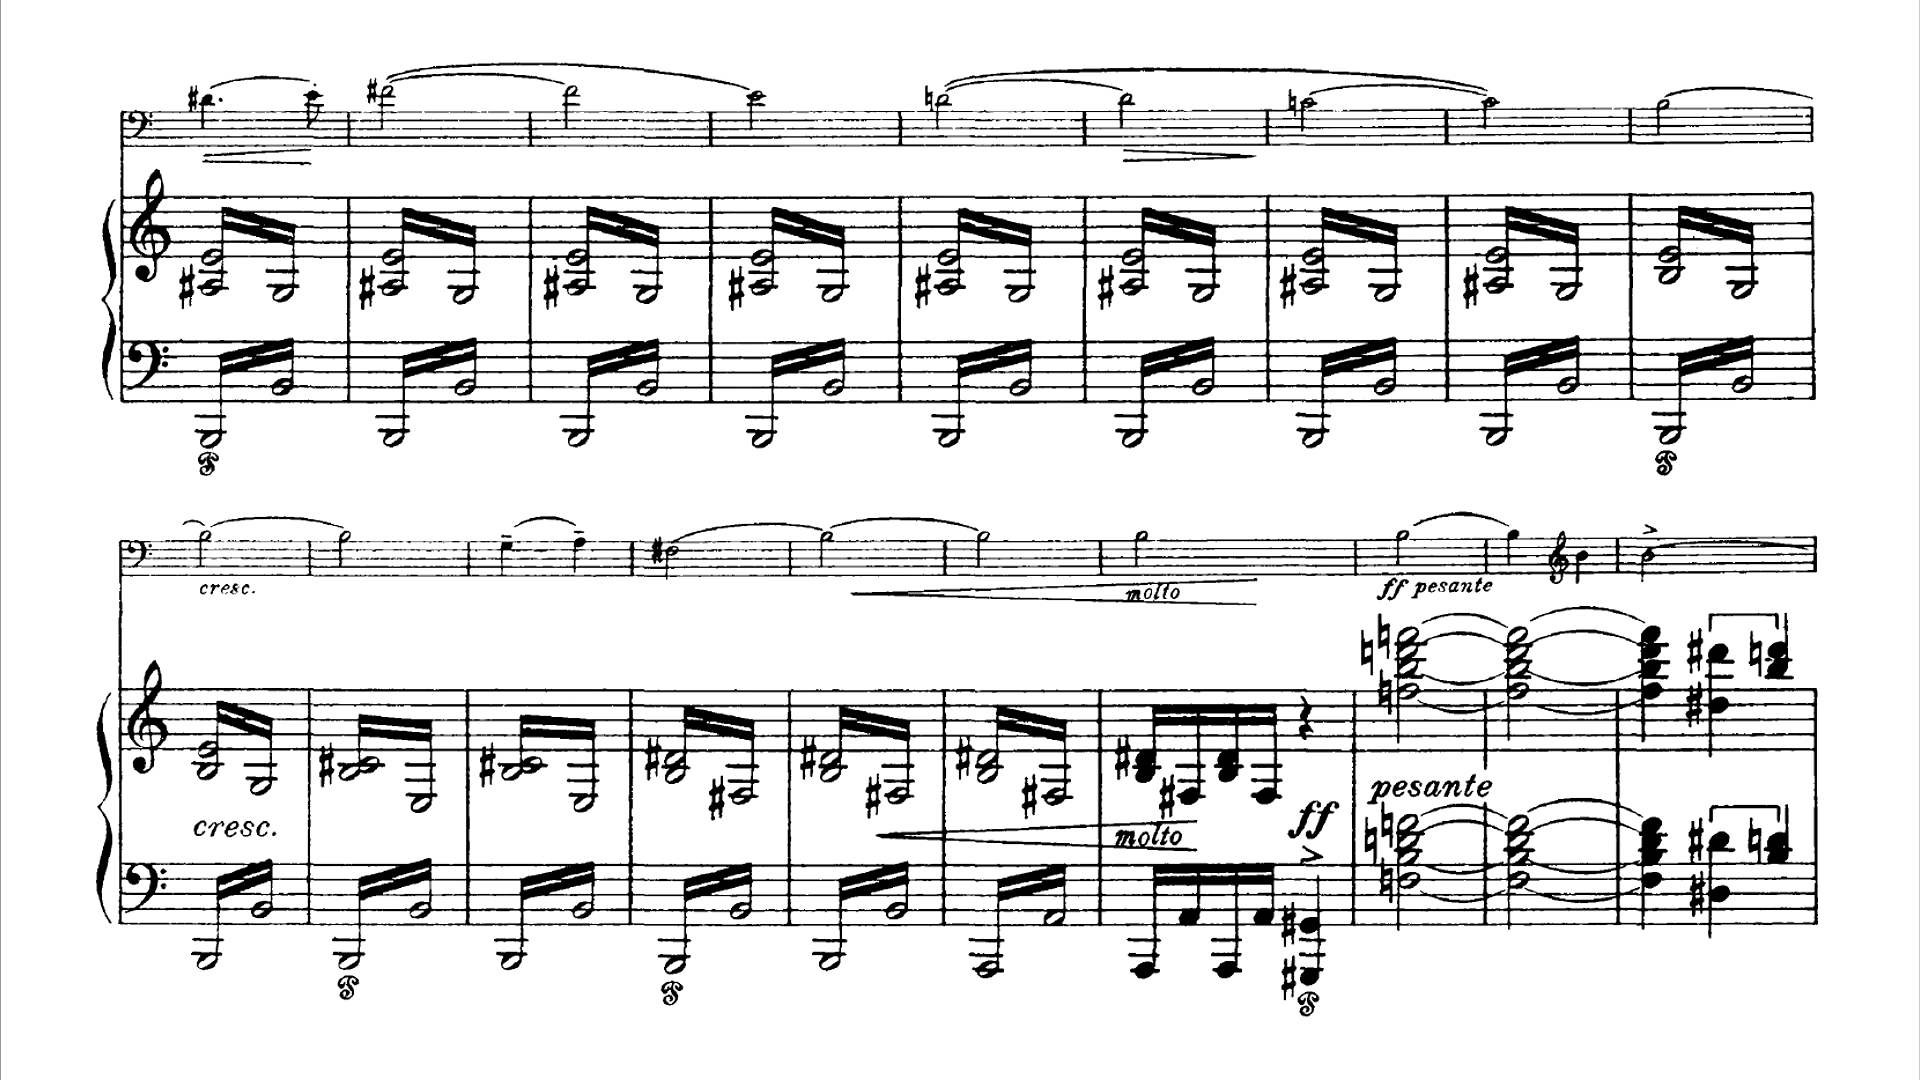 cresc.
molto
ff pesante
pesante
cresc.
molto
ff